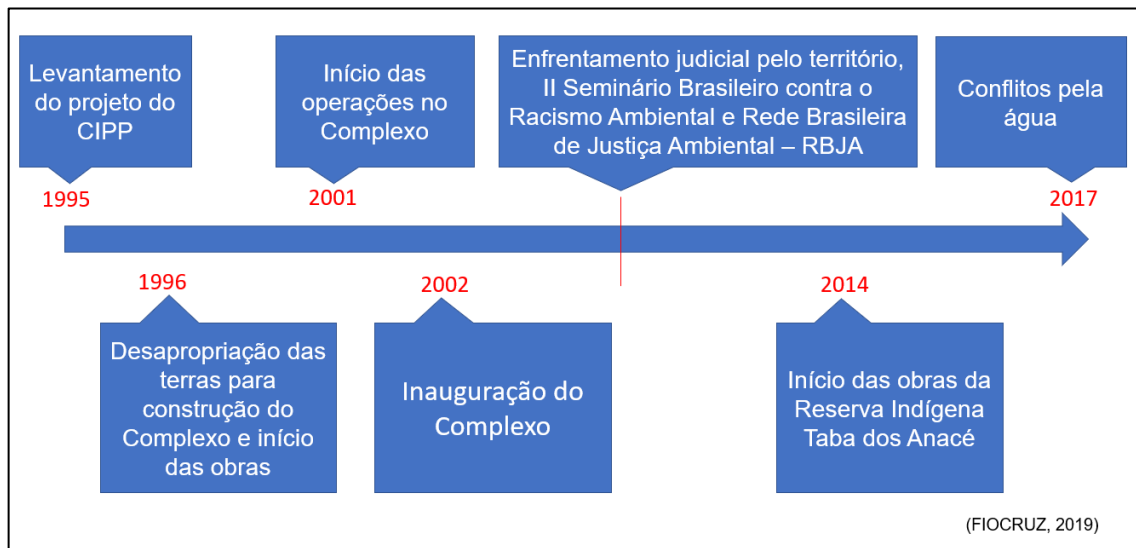 Levantamento
do projeto do
CIPP
Início das
operações no
Complexo
Enfrentamento judicial pelo território,
II Seminário Brasileiro contra o
Racismo Ambiental e Rede Brasileira
de Justiça Ambiental – RBJA
Conflitos pela
água
1995
2001
2017
1996
2002
2014
Desapropriação das
terras para
construção do
Complexo e início
das obras
Inauguração do
Complexo
Início das obras da
Reserva Indígena
Taba dos Anacé
(FIOCRUZ, 2019)